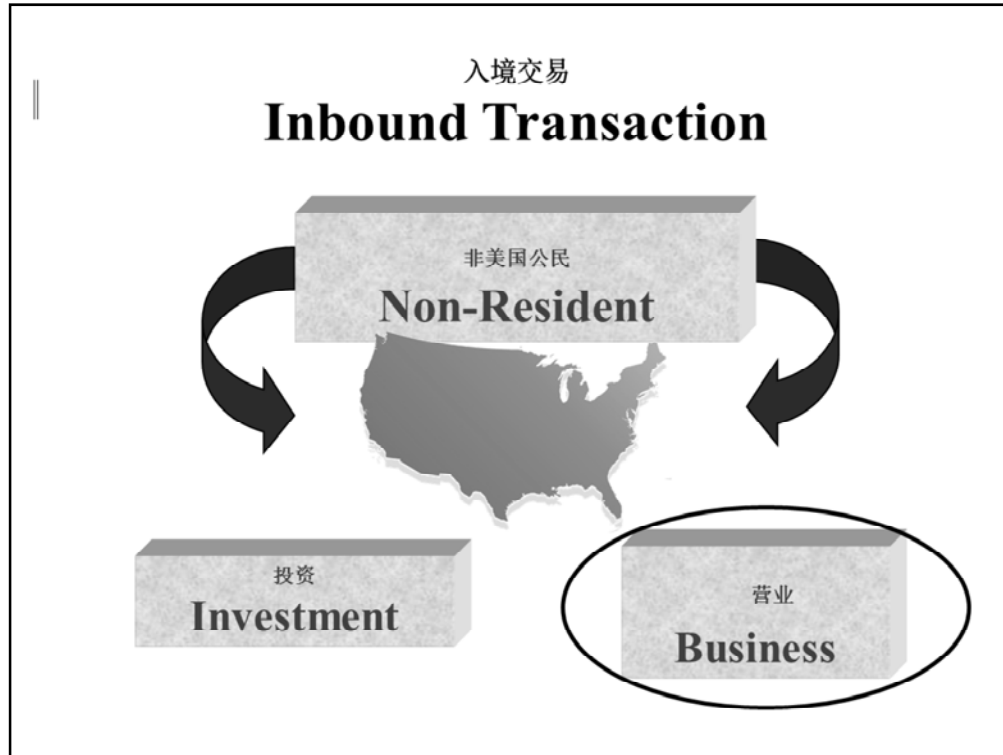 入境交易
Inbound Transaction
非美国公民
Non-Resident
投资
Investment
营业
Business